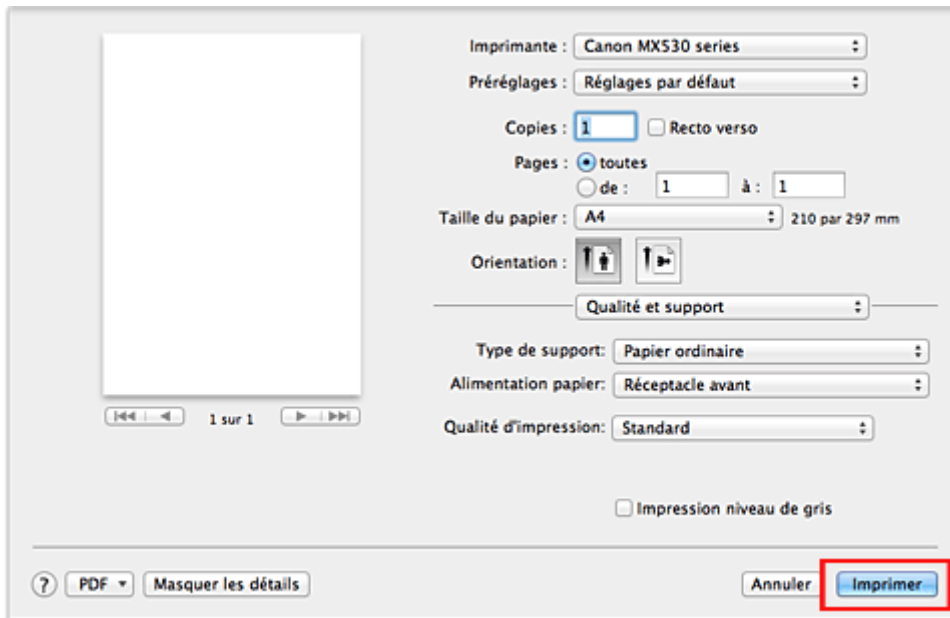 Imprimante : Canon MX530 series
Préréglages : Réglages par défaut
Copies : 1 Recto verso
Pages : toutes
de : 1 à : 1
Taille du papier : A4 210 par 297 mm
Orientation :
Qualité et support
Type de support: Papier ordinaire
Alimentation papier: Réceptacle avant
1 sur 1
Qualité d'impression: Standard
Impression niveau de gris
? PDF Masquer les détails Annuler Imprimer